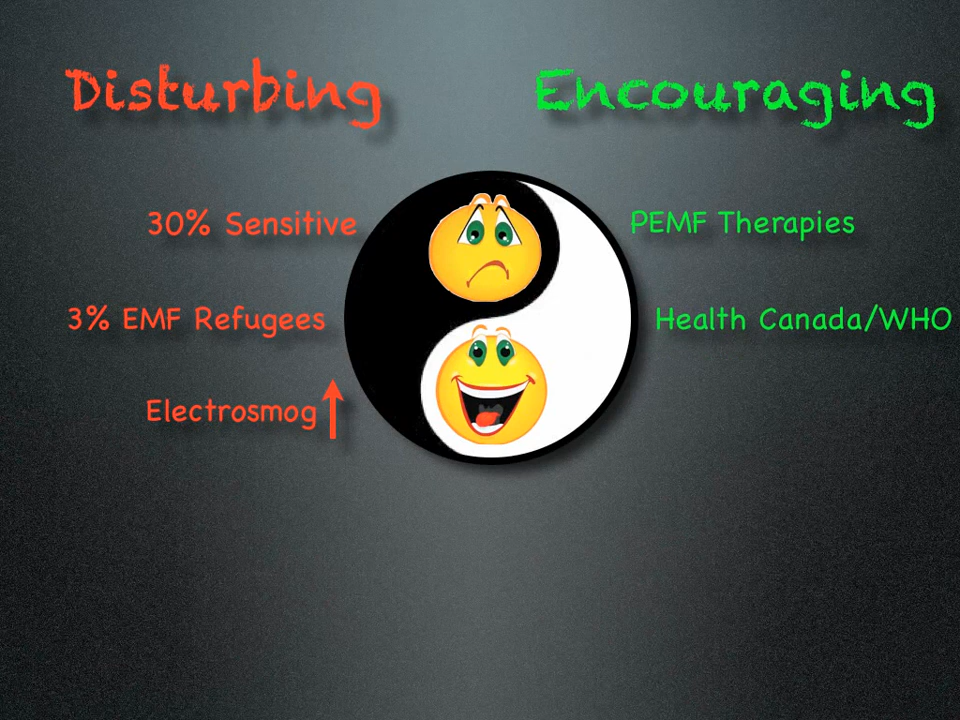 Disturbing
Encouraging
30% Sensitive
PEMF Therapies
3% EMF Refugees
Health Canada/WHO
Electrosmog